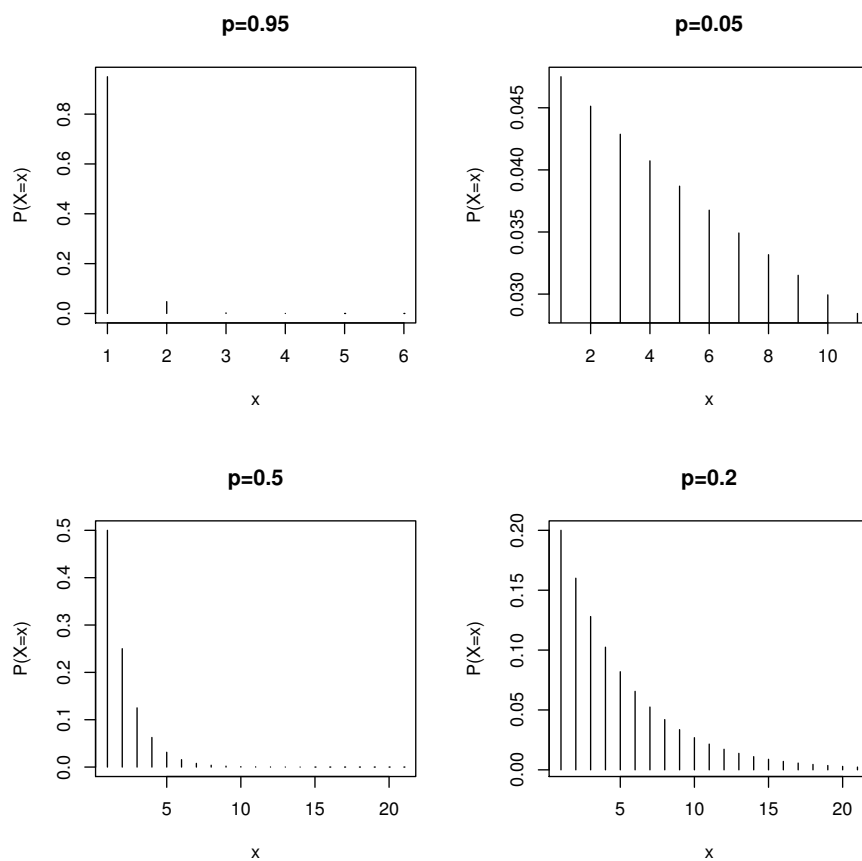 p=0.95
P(X=x)
0.0 0.2 0.4 0.6 0.8
1 2 3 4 5 6
x
p=0.05
P(X=x)
0.030 0.035 0.040 0.045
2 4 6 8 10
x
p=0.5
P(X=x)
0.0 0.1 0.2 0.3 0.4 0.5
5 10 15 20
x
p=0.2
P(X=x)
0.00 0.05 0.10 0.15 0.20
5 10 15 20
x